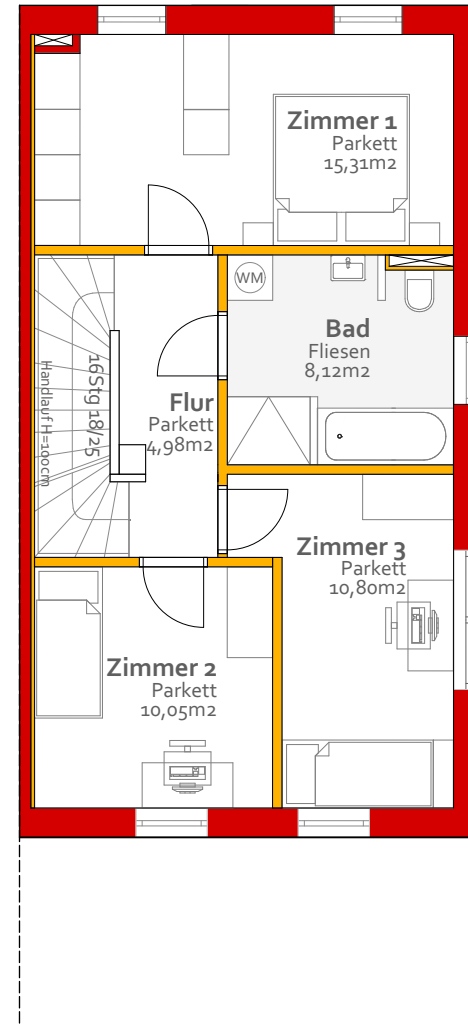 Zimmer 1
Parkett
15,31m2
WM
Bad
Fliesen
8,12m2
16Stg 18/25
Handlauf H=100cm
Flur
Parkett
4,98m2
Zimmer 3
Parkett
10,80m2
Zimmer 2
Parkett
10,05m2